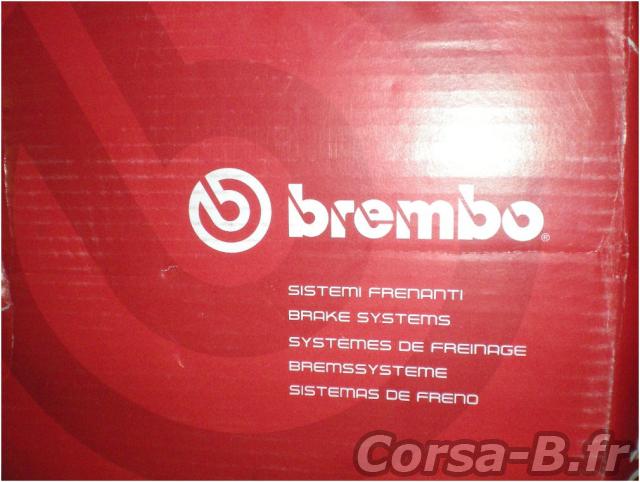 brembo®
SISTEMI FRENANTI
BRAKE SYSTEMS
SYSTÈMES DE FREINAGE
BREMSSYSTEME
SISTEMAS DE FRENO
Corsa-B.fr